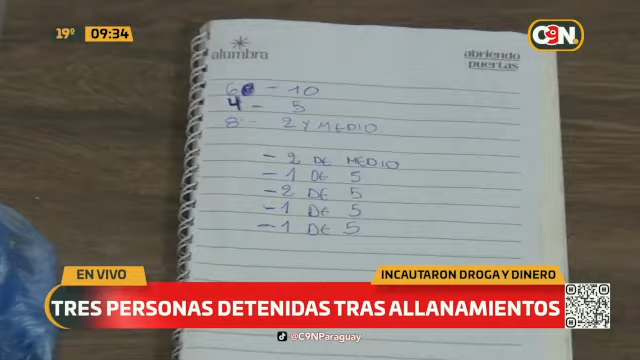 19º 09:34
C9N
alumbra
abriendo
puertas
6 - 10
4 - 5
8 - 2 Y MEDIO
- 2 DE MEDIO
- 1 DE 5
- 2 DE 5
- 1 DE 5
- 1 DE 5
EN VIVO
INCAUTARON DROGA Y DINERO
TRES PERSONAS DETENIDAS TRAS ALLANAMIENTOS
@C9NParaguay